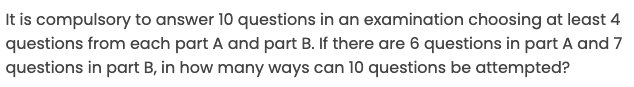 It is compulsory to answer 10 questions in an examination choosing at least 4
questions from each part A and part B. If there are 6 questions in part A and 7
questions in part B, in how many ways can 10 questions be attempted?